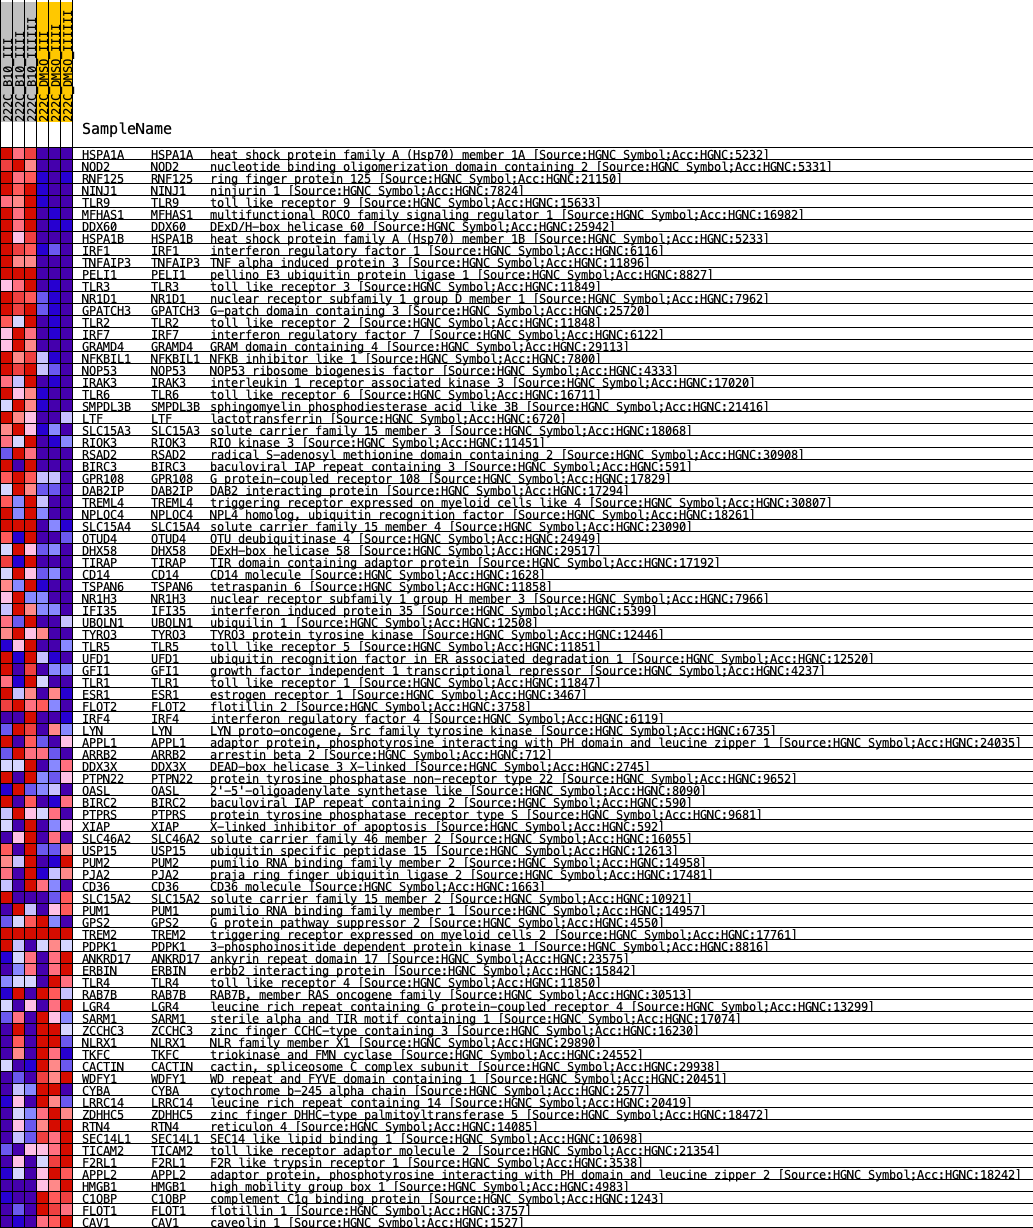 222C_B10_III
222C_B10_IIII
222C_B10_IIIIII
222C_DMSO_III
222C_DMSO_IIII
222C_DMSO_IIIIII
SampleName
HSPA1A HSPA1A heat shock protein family A (Hsp70) member 1A [Source:HGNC Symbol;Acc:HGNC:5232]
NOD2 NOD2 nucleotide binding oligomerization domain containing 2 [Source:HGNC Symbol;Acc:HGNC:5331]
RNF125 RNF125 ring finger protein 125 [Source:HGNC Symbol;Acc:HGNC:21150]
NINJ1 NINJ1 ninjurin 1 [Source:HGNC Symbol;Acc:HGNC:7824]
TLR9 TLR9 toll like receptor 9 [Source:HGNC Symbol;Acc:HGNC:15633]
MFHAS1 MFHAS1 multifunctional ROCO family signaling regulator 1 [Source:HGNC Symbol;Acc:HGNC:16982]
DDX60 DDX60 DExD/H-box helicase 60 [Source:HGNC Symbol;Acc:HGNC:25942]
HSPA1B HSPA1B heat shock protein family A (Hsp70) member 1B [Source:HGNC Symbol;Acc:HGNC:5233]
IRF1 IRF1 interferon regulatory factor 1 [Source:HGNC Symbol;Acc:HGNC:6116]
TNFAIP3 TNFAIP3 TNF alpha induced protein 3 [Source:HGNC Symbol;Acc:HGNC:11896]
PELI1 PELI1 pellino E3 ubiquitin protein ligase 1 [Source:HGNC Symbol;Acc:HGNC:8827]
TLR3 TLR3 toll like receptor 3 [Source:HGNC Symbol;Acc:HGNC:11849]
NR1D1 NR1D1 nuclear receptor subfamily 1 group D member 1 [Source:HGNC Symbol;Acc:HGNC:7962]
GPATCH3 GPATCH3 G-patch domain containing 3 [Source:HGNC Symbol;Acc:HGNC:25720]
TLR2 TLR2 toll like receptor 2 [Source:HGNC Symbol;Acc:HGNC:11848]
IRF7 IRF7 interferon regulatory factor 7 [Source:HGNC Symbol;Acc:HGNC:6122]
GRAMD4 GRAMD4 GRAM domain containing 4 [Source:HGNC Symbol;Acc:HGNC:29113]
NFKBIL1 NFKBIL1 NFKB inhibitor like 1 [Source:HGNC Symbol;Acc:HGNC:7800]
NOP53 NOP53 NOP53 ribosome biogenesis factor [Source:HGNC Symbol;Acc:HGNC:4333]
IRAK3 IRAK3 interleukin 1 receptor associated kinase 3 [Source:HGNC Symbol;Acc:HGNC:17020]
TLR6 TLR6 toll like receptor 6 [Source:HGNC Symbol;Acc:HGNC:16711]
SMPDL3B SMPDL3B sphingomyelin phosphodiesterase acid like 3B [Source:HGNC Symbol;Acc:HGNC:21416]
LTF LTF lactotransferrin [Source:HGNC Symbol;Acc:HGNC:6720]
SLC15A3 SLC15A3 solute carrier family 15 member 3 [Source:HGNC Symbol;Acc:HGNC:18068]
RIOK3 RIOK3 RIO kinase 3 [Source:HGNC Symbol;Acc:HGNC:11451]
RSAD2 RSAD2 radical S-adenosyl methionine domain containing 2 [Source:HGNC Symbol;Acc:HGNC:30908]
BIRC3 BIRC3 baculoviral IAP repeat containing 3 [Source:HGNC Symbol;Acc:HGNC:591]
GPR108 GPR108 G protein-coupled receptor 108 [Source:HGNC Symbol;Acc:HGNC:17829]
DAB2IP DAB2IP DAB2 interacting protein [Source:HGNC Symbol;Acc:HGNC:17294]
TREML4 TREML4 triggering receptor expressed on myeloid cells like 4 [Source:HGNC Symbol;Acc:HGNC:30807]
NPLOC4 NPLOC4 NPL4 homolog, ubiquitin recognition factor [Source:HGNC Symbol;Acc:HGNC:18261]
SLC15A4 SLC15A4 solute carrier family 15 member 4 [Source:HGNC Symbol;Acc:HGNC:23090]
OTUD4 OTUD4 OTU deubiquitinase 4 [Source:HGNC Symbol;Acc:HGNC:24949]
DHX58 DHX58 DExH-box helicase 58 [Source:HGNC Symbol;Acc:HGNC:29517]
TIRAP TIRAP TIR domain containing adaptor protein [Source:HGNC Symbol;Acc:HGNC:17192]
CD14 CD14 CD14 molecule [Source:HGNC Symbol;Acc:HGNC:1628]
TSPAN6 TSPAN6 tetraspanin 6 [Source:HGNC Symbol;Acc:HGNC:11858]
NR1H3 NR1H3 nuclear receptor subfamily 1 group H member 3 [Source:HGNC Symbol;Acc:HGNC:7966]
IFI35 IFI35 interferon induced protein 35 [Source:HGNC Symbol;Acc:HGNC:5399]
UBQLN1 UBQLN1 ubiquilin 1 [Source:HGNC Symbol;Acc:HGNC:12508]
TYRO3 TYRO3 TYRO3 protein tyrosine kinase [Source:HGNC Symbol;Acc:HGNC:12446]
TLR5 TLR5 toll like receptor 5 [Source:HGNC Symbol;Acc:HGNC:11851]
UFD1 UFD1 ubiquitin recognition factor in ER associated degradation 1 [Source:HGNC Symbol;Acc:HGNC:12520]
GFI1 GFI1 growth factor independent 1 transcriptional repressor [Source:HGNC Symbol;Acc:HGNC:4237]
TLR1 TLR1 toll like receptor 1 [Source:HGNC Symbol;Acc:HGNC:11847]
ESR1 ESR1 estrogen receptor 1 [Source:HGNC Symbol;Acc:HGNC:3467]
FLOT2 FLOT2 flotillin 2 [Source:HGNC Symbol;Acc:HGNC:3758]
IRF4 IRF4 interferon regulatory factor 4 [Source:HGNC Symbol;Acc:HGNC:6119]
LYN LYN LYN proto-oncogene, Src family tyrosine kinase [Source:HGNC Symbol;Acc:HGNC:6735]
APPL1 APPL1 adaptor protein, phosphotyrosine interacting with PH domain and leucine zipper 1 [Source:HGNC Symbol;Acc:HGNC:24035]
ARRB2 ARRB2 arrestin beta 2 [Source:HGNC Symbol;Acc:HGNC:712]
DDX3X DDX3X DEAD-box helicase 3 X-linked [Source:HGNC Symbol;Acc:HGNC:2745]
PTPN22 PTPN22 protein tyrosine phosphatase non-receptor type 22 [Source:HGNC Symbol;Acc:HGNC:9652]
OASL OASL 2'-5'-oligoadenylate synthetase like [Source:HGNC Symbol;Acc:HGNC:8090]
BIRC2 BIRC2 baculoviral IAP repeat containing 2 [Source:HGNC Symbol;Acc:HGNC:590]
PTPRS PTPRS protein tyrosine phosphatase receptor type S [Source:HGNC Symbol;Acc:HGNC:9681]
XIAP XIAP X-linked inhibitor of apoptosis [Source:HGNC Symbol;Acc:HGNC:592]
SLC46A2 SLC46A2 solute carrier family 46 member 2 [Source:HGNC Symbol;Acc:HGNC:16055]
USP15 USP15 ubiquitin specific peptidase 15 [Source:HGNC Symbol;Acc:HGNC:12613]
PUM2 PUM2 pumilio RNA binding family member 2 [Source:HGNC Symbol;Acc:HGNC:14958]
PJA2 PJA2 praja ring finger ubiquitin ligase 2 [Source:HGNC Symbol;Acc:HGNC:17481]
CD36 CD36 CD36 molecule [Source:HGNC Symbol;Acc:HGNC:1663]
SLC15A2 SLC15A2 solute carrier family 15 member 2 [Source:HGNC Symbol;Acc:HGNC:10921]
PUM1 PUM1 pumilio RNA binding family member 1 [Source:HGNC Symbol;Acc:HGNC:14957]
GPS2 GPS2 G protein pathway suppressor 2 [Source:HGNC Symbol;Acc:HGNC:4550]
TREM2 TREM2 triggering receptor expressed on myeloid cells 2 [Source:HGNC Symbol;Acc:HGNC:17761]
PDPK1 PDPK1 3-phosphoinositide dependent protein kinase 1 [Source:HGNC Symbol;Acc:HGNC:8816]
ANKRD17 ANKRD17 ankyrin repeat domain 17 [Source:HGNC Symbol;Acc:HGNC:23575]
ERBIN ERBIN erbb2 interacting protein [Source:HGNC Symbol;Acc:HGNC:15842]
TLR4 TLR4 toll like receptor 4 [Source:HGNC Symbol;Acc:HGNC:11850]
RAB7B RAB7B RAB7B, member RAS oncogene family [Source:HGNC Symbol;Acc:HGNC:30513]
LGR4 LGR4 leucine rich repeat containing G protein-coupled receptor 4 [Source:HGNC Symbol;Acc:HGNC:13299]
SARM1 SARM1 sterile alpha and TIR motif containing 1 [Source:HGNC Symbol;Acc:HGNC:17074]
ZCCHC3 ZCCHC3 zinc finger CCHC-type containing 3 [Source:HGNC Symbol;Acc:HGNC:16230]
NLRX1 NLRX1 NLR family member X1 [Source:HGNC Symbol;Acc:HGNC:29890]
TKFC TKFC triokinase and FMN cyclase [Source:HGNC Symbol;Acc:HGNC:24552]
CACTIN CACTIN cactin, spliceosome C complex subunit [Source:HGNC Symbol;Acc:HGNC:29938]
WDFY1 WDFY1 WD repeat and FYVE domain containing 1 [Source:HGNC Symbol;Acc:HGNC:20451]
CYBA CYBA cytochrome b-245 alpha chain [Source:HGNC Symbol;Acc:HGNC:2577]
LRRC14 LRRC14 leucine rich repeat containing 14 [Source:HGNC Symbol;Acc:HGNC:20419]
ZDHHC5 ZDHHC5 zinc finger DHHC-type palmitoyltransferase 5 [Source:HGNC Symbol;Acc:HGNC:18472]
RTN4 RTN4 reticulon 4 [Source:HGNC Symbol;Acc:HGNC:14085]
SEC14L1 SEC14L1 SEC14 like lipid binding 1 [Source:HGNC Symbol;Acc:HGNC:10698]
TICAM2 TICAM2 toll like receptor adaptor molecule 2 [Source:HGNC Symbol;Acc:HGNC:21354]
F2RL1 F2RL1 F2R like trypsin receptor 1 [Source:HGNC Symbol;Acc:HGNC:3538]
APPL2 APPL2 adaptor protein, phosphotyrosine interacting with PH domain and leucine zipper 2 [Source:HGNC Symbol;Acc:HGNC:18242]
HMGB1 HMGB1 high mobility group box 1 [Source:HGNC Symbol;Acc:HGNC:4983]
C1QBP C1QBP complement C1q binding protein [Source:HGNC Symbol;Acc:HGNC:1243]
FLOT1 FLOT1 flotillin 1 [Source:HGNC Symbol;Acc:HGNC:3757]
CAV1 CAV1 caveolin 1 [Source:HGNC Symbol;Acc:HGNC:1527]